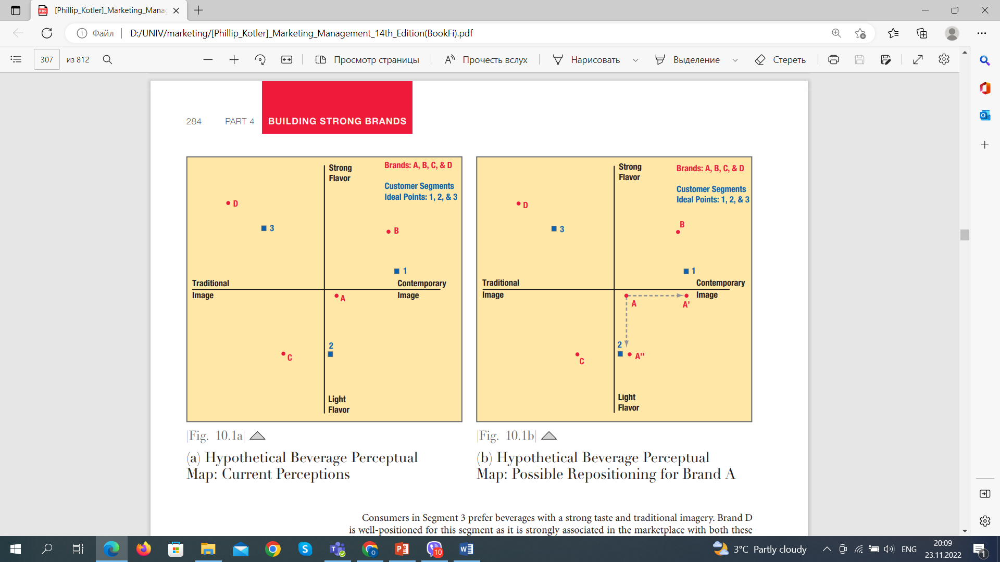 [Phillip_Kotler]_Marketing_Mana
Файл D:/UNIV/marketing/[Phillip_Kotler]_Marketing_Management_14th_Edition(BookFi).pdf
307 из 812 Просмотр страницы Прочесть вслух Нарисовать Выделение Стереть
284 PART 4 BUILDING STRONG BRANDS
Strong
Flavor
Brands: A, B, C, & D
Customer Segments
Ideal Points: 1, 2, & 3
D
3
B
1
Traditional
Image
Contemporary
Image
A
2
C
Light
Flavor
|Fig. 10.1a|
(a) Hypothetical Beverage Perceptual
Map: Current Perceptions
Strong
Flavor
Brands: A, B, C, & D
Customer Segments
Ideal Points: 1, 2, & 3
D
B
3
1
Traditional
Image
Contemporary
Image
A
A'
2
A"
C
Light
Flavor
|Fig. 10.1b|
(b) Hypothetical Beverage Perceptual
Map: Possible Repositioning for Brand A
Consumers in Segment 3 prefer beverages with a strong taste and traditional imagery. Brand D
is well-positioned for this segment as it is strongly associated in the marketplace with both these
10
3°C Partly cloudy
ENG
20:09
23.11.2022
1